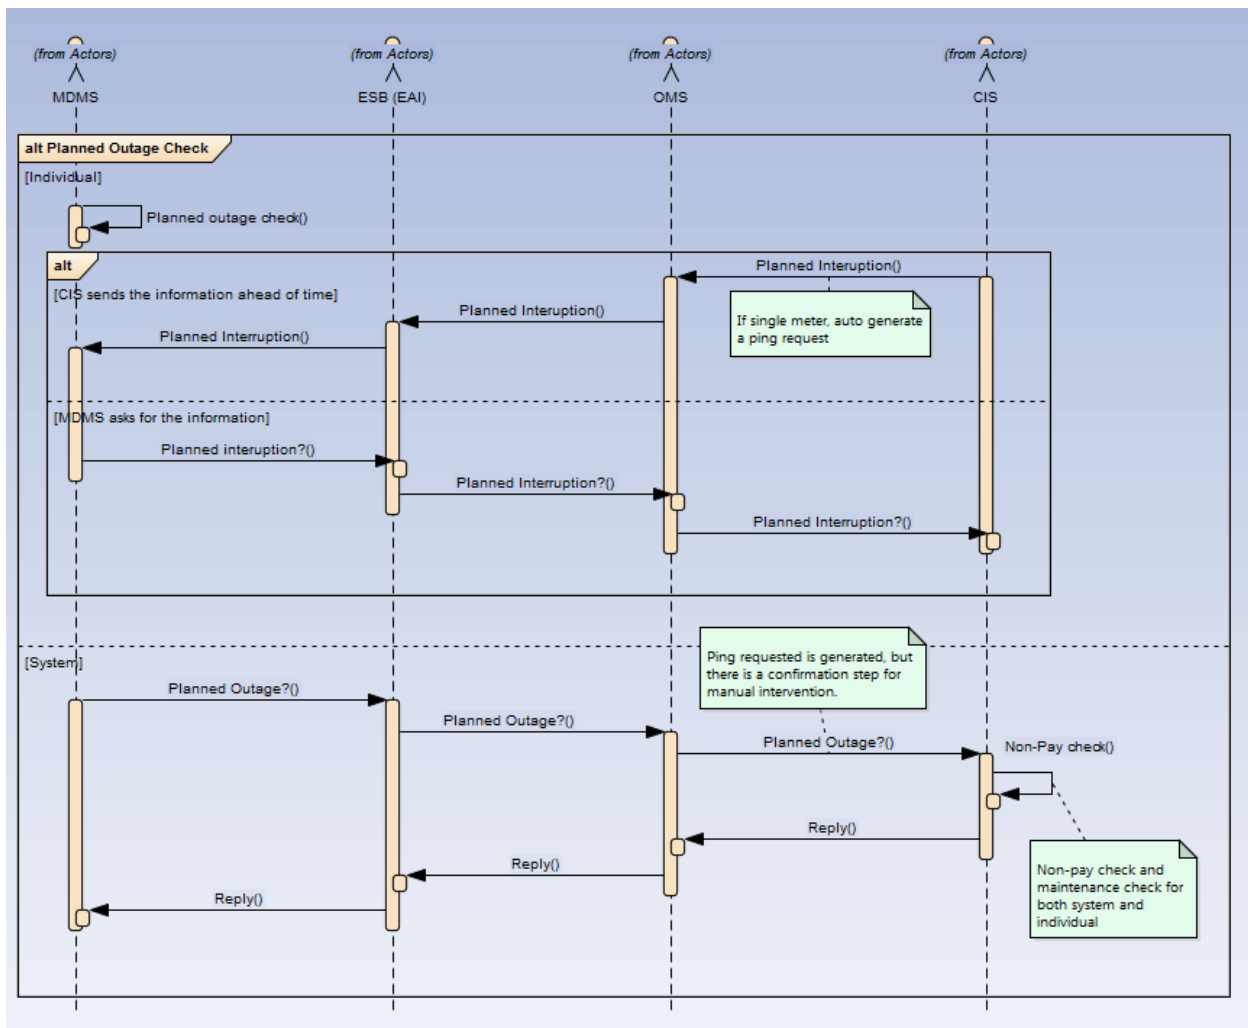 (from Actors) (from Actors) (from Actors) (from Actors)
MDMS ESB (EAI) OMS CIS
alt Planned Outage Check
[Individual]
Planned outage check()
alt
Planned Interuption()
[CIS sends the information ahead of time]
If single meter, auto generate
a ping request
Planned Interuption()
Planned Interruption()
[MDMS asks for the information]
Planned interuption?()
Planned Interruption?()
Planned Interruption?()
[System]
Ping requested is generated, but
there is a confirmation step for
manual intervention.
Planned Outage?()
Planned Outage?()
Planned Outage?()
Non-Pay check()
Reply()
Reply()
Reply()
Non-pay check and
maintenance check for
both system and
individual